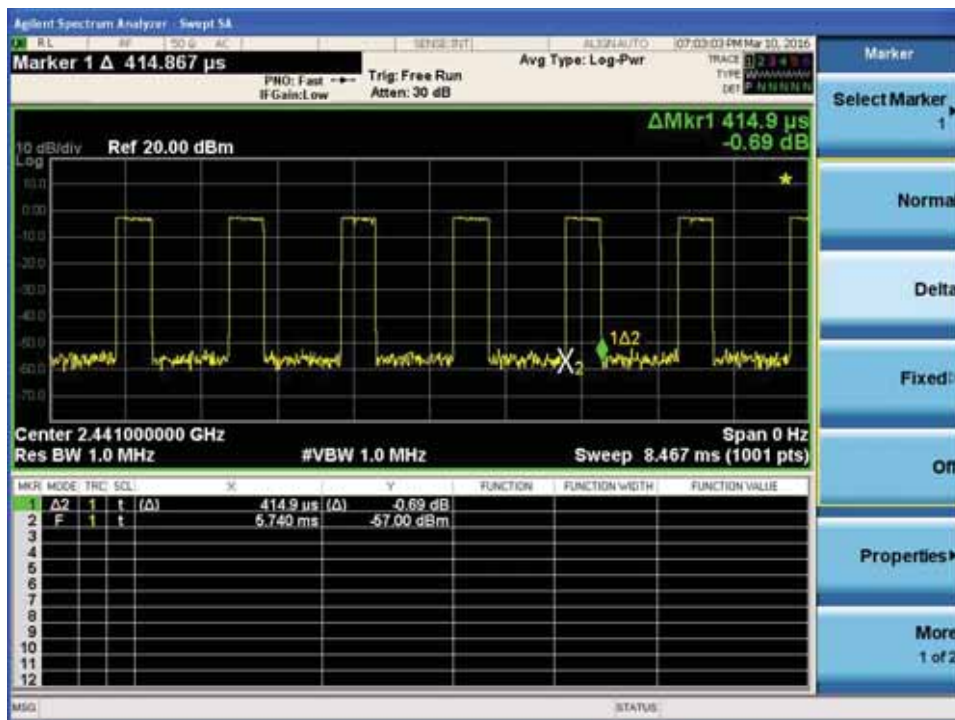 Agilent Spectrum Analyzer - Swept SA
RL RF 50 Ω AC SENSE:INT ALIGNAUTO 07:03:03 PM Mar 10, 2016
Marker 1 Δ 414.867 µs
PNO: Fast
IFGain:Low
Trig: Free Run
Atten: 30 dB
Avg Type: Log-Pwr
TRACE 1 2 3 4 5 6
TYPE
DET P N N N N N
ΔMkr1 414.9 µs
-0.69 dB
10 dB/div Ref 20.00 dBm
Log
10.0
0.00
-10.0
-20.0
-30.0
-40.0
-50.0
-60.0
-70.0
1Δ2
X2
Center 2.441000000 GHz Span 0 Hz
Res BW 1.0 MHz #VBW 1.0 MHz Sweep 8.467 ms (1001 pts)
MKR MODE TRC SCL X Y FUNCTION FUNCTION WIDTH FUNCTION VALUE
1 Δ2 1 t (Δ) 414.9 µs (Δ) -0.69 dB
2 F 1 t 5.740 ms -57.00 dBm
3
4
5
6
7
8
9
10
11
12
MSG STATUS
Marker
Select Marker
1
Normal
Delta
Fixed
Off
Properties
More
1 of 2